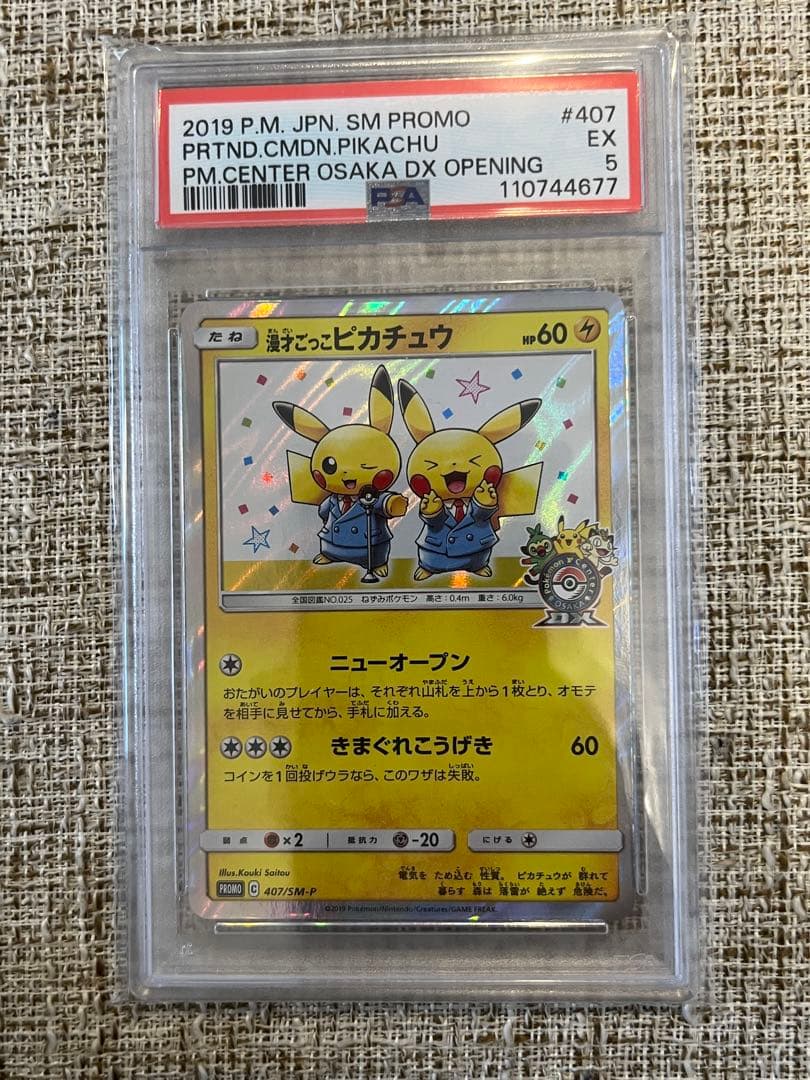 2019 P.M. JPN. SM PROMO #407
PRTND.CMDN.PIKACHU EX
PM.CENTER OSAKA DX OPENING 5
110744677
PSA
たね 漫才ごっこピカチュウ HP60
まんざい
Pokémon Center
OSAKA
DX
全国図鑑NO.025 ねずみポケモン 高さ:0.4m 重さ:6.0kg
ニューオープン
おたがいのプレイヤーは、それぞれ山札を上から1枚とり、オモテ
を相手に見せてから、手札に加える。
きまぐれこうげき 60
コインを1回投げウラなら、このワザは失敗。
弱点 ×2 抵抗力 -20 にげる
Illus.Kouki Saitou
電気を ため込む 性質。 ピカチュウが 群れて
暮らす 森は 落雷が 絶えず 危険だ。
PROMO C 407/SM-P
©2019 Pokémon/Nintendo/Creatures/GAME FREAK.